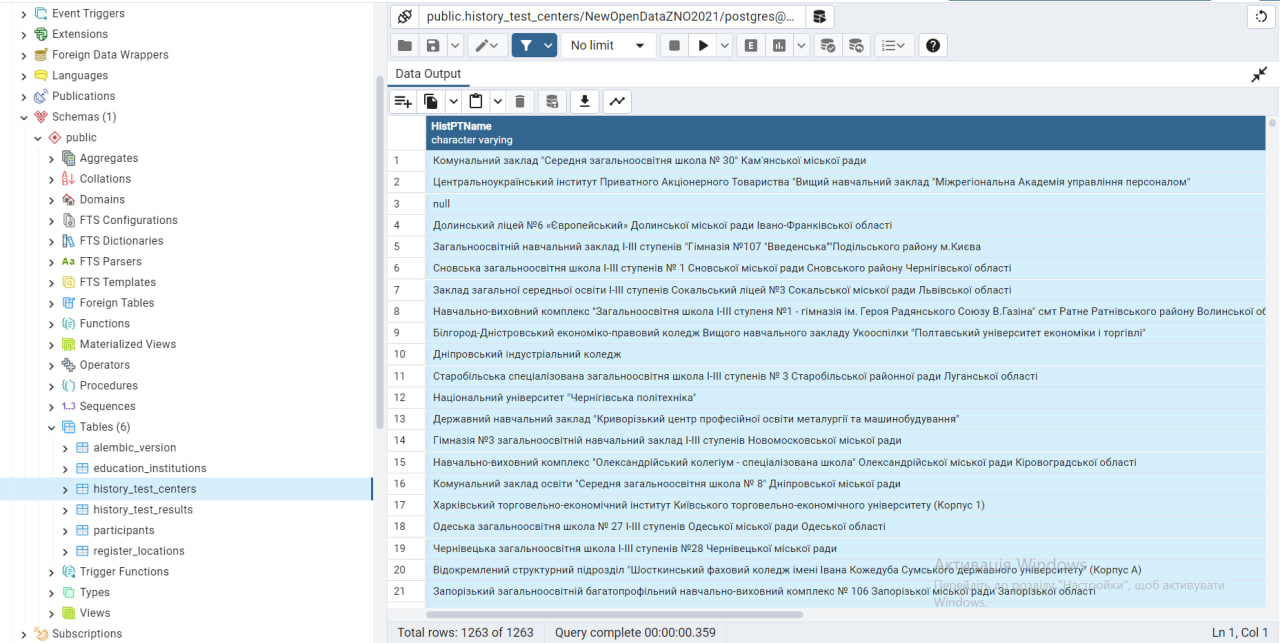 Event Triggers
Extensions
Foreign Data Wrappers
Languages
Publications
Schemas (1)
public
Aggregates
Collations
Domains
FTS Configurations
FTS Dictionaries
Aa FTS Parsers
FTS Templates
Foreign Tables
Functions
Materialized Views
Operators
Procedures
1..3 Sequences
Tables (6)
alembic_version
education_institutions
history_test_centers
history_test_results
participants
register_locations
Trigger Functions
Types
Views
Subscriptions
public.history_test_centers/NewOpenDataZNO2021/postgres@...
No limit
E
Data Output
HistPTName
character varying
1 Комунальний заклад "Середня загальноосвітня школа № 30" Кам'янської міської ради
2 Центральноукраїнський інститут Приватного Акціонерного Товариства "Вищий навчальний заклад "Міжрегіональна Академія управління персоналом"
3 null
4 Долинський ліцей №6 «Європейський» Долинської міської ради Івано-Франківської області
5 Загальноосвітній навчальний заклад І-ІІІ ступенів "Гімназія №107 "Введенська""Подільського району м.Києва
6 Сновська загальноосвітня школа І-ІІІ ступенів № 1 Сновської міської ради Сновського району Чернігівської області
7 Заклад загальної середньої освіти І-ІІІ ступенів Сокальський ліцей №3 Сокальської міської ради Львівської області
8 Навчально-виховний комплекс "Загальноосвітня школа І-ІІІ ступеня №1 - гімназія ім. Героя Радянського Союзу В.Газіна" смт Ратне Ратнівського району Волинської об
9 Білгород-Дністровський економіко-правовий коледж Вищого навчального закладу Укооспілки "Полтавський університет економіки і торгівлі"
10 Дніпровський індустріальний коледж
11 Старобільська спеціалізована загальноосвітня школа І-ІІІ ступенів № 3 Старобільської районної ради Луганської області
12 Національний університет "Чернігівська політехніка"
13 Державний навчальний заклад "Криворізький центр професійної освіти металургії та машинобудування"
14 Гімназія №3 загальноосвітній навчальний заклад І-ІІІ ступенів Новомосковської міської ради
15 Навчально-виховний комплекс "Олександрійський колегіум - спеціалізована школа" Олександрійської міської ради Кіровоградської області
16 Комунальний заклад освіти "Середня загальноосвітня школа № 8" Дніпровської міської ради
17 Харківський торговельно-економічний інститут Київського торговельно-економічного університету (Корпус 1)
18 Одеська загальноосвітня школа № 27 І-ІІІ ступенів Одеської міської ради Одеської області
19 Чернівецька загальноосвітня школа І-ІІІ ступенів №28 Чернівецької міської ради
20 Відокремлений структурний підрозділ "Шосткинський фаховий коледж імені Івана Кожедуба Сумського державного університету" (Корпус А)
21 Запорізький загальноосвітній багатопрофільний навчально-виховний комплекс № 106 Запорізької міської ради Запорізької області
Активація Windows
Перейдіть до розділу "Настройки", щоб активувати
Windows.
Total rows: 1263 of 1263
Query complete 00:00:00.359
Ln 1, Col 1